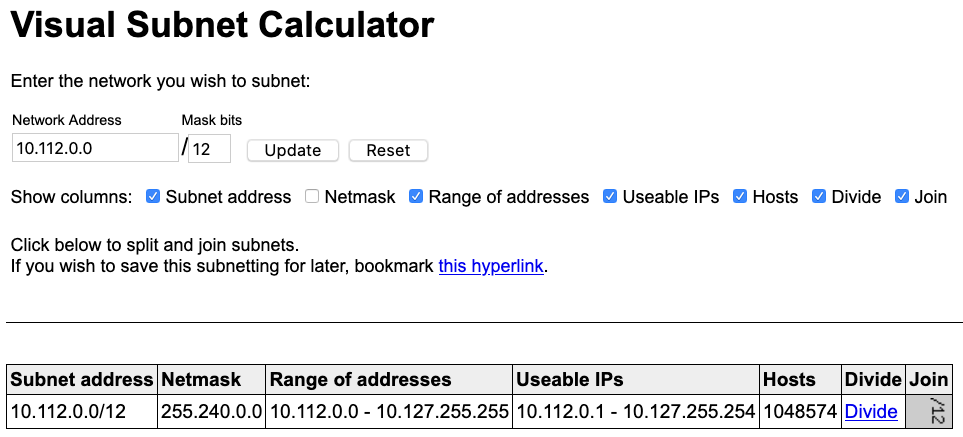 Visual Subnet Calculator
Enter the network you wish to subnet:
Network Address Mask bits
10.112.0.0 / 12 Update Reset
Show columns: Subnet address Netmask Range of addresses Useable IPs Hosts Divide Join
Click below to split and join subnets.
If you wish to save this subnetting for later, bookmark this hyperlink.
Subnet address Netmask Range of addresses Useable IPs Hosts Divide Join
10.112.0.0/12 255.240.0.0 10.112.0.0 - 10.127.255.255 10.112.0.1 - 10.127.255.254 1048574 Divide /12